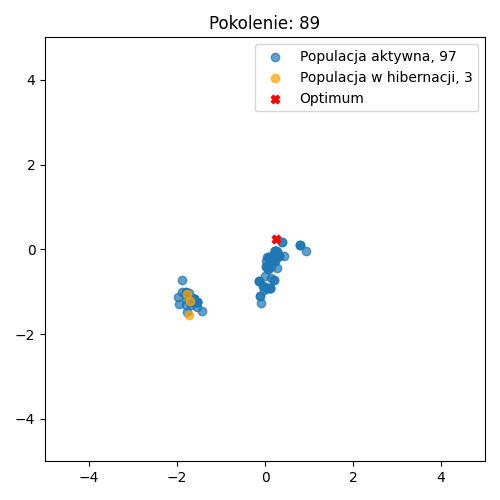 Pokolenie: 89
Populacja aktywna, 97
Populacja w hibernacji, 3
Optimum
4
2
0
−2
−4
−4
−2
0
2
4